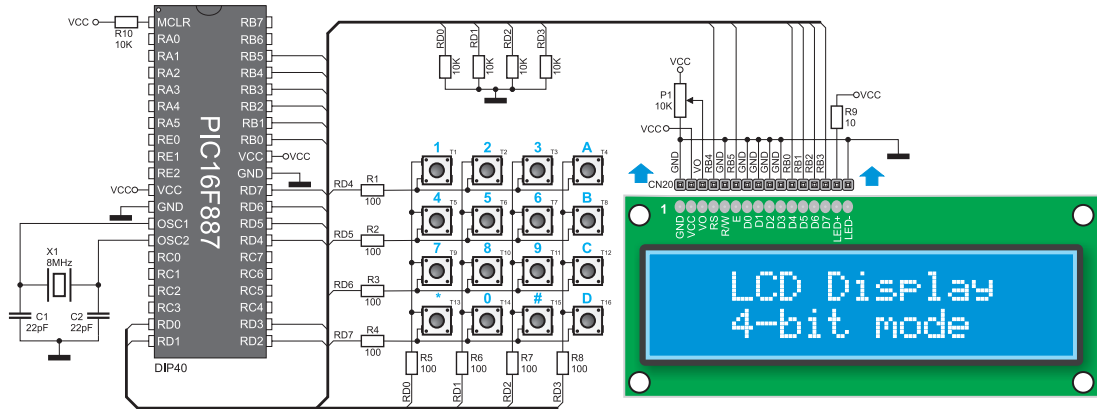 VCC
R10
10K
PIC16F887
MCLR RB7
RA0 RB6
RA1 RB5
RA2 RB4
RA3 RB3
RA4 RB2
RA5 RB1
RE0 RB0
RE1 VCC VCC
RE2 GND
VCC VCC RD7
GND RD6
OSC1 RD5
OSC2 RD4
RC0 RC7
RC1 RC6
RC2 RC5
RC3 RC4
RD0 RD3
RD1 RD2
DIP40
X1
8MHz
C1
22pF
C2
22pF
RD0 RD1 RD2 RD3
10K 10K 10K 10K
1 T1 2 T2 3 T3 A T4
RD4 R1
100
4 T5 5 T6 6 T7 B T8
RD5 R2
100
7 T9 8 T10 9 T11 C T12
RD6 R3
100
* T13 0 T14 # T15 D T16
RD7 R4
100
R5 R6 R7 R8
100 100 100 100
RD0 RD1 RD2 RD3
VCC
P1
10K
VCC
VCC
R9
10
GND VO RB4 GND RB5 GND GND GND GND RB0 RB1 RB2 RB3
CN20
1
GND VCC VO RS R/W E D0 D1 D2 D3 D4 D5 D6 D7 LED+ LED-
LCD Display
4-bit mode